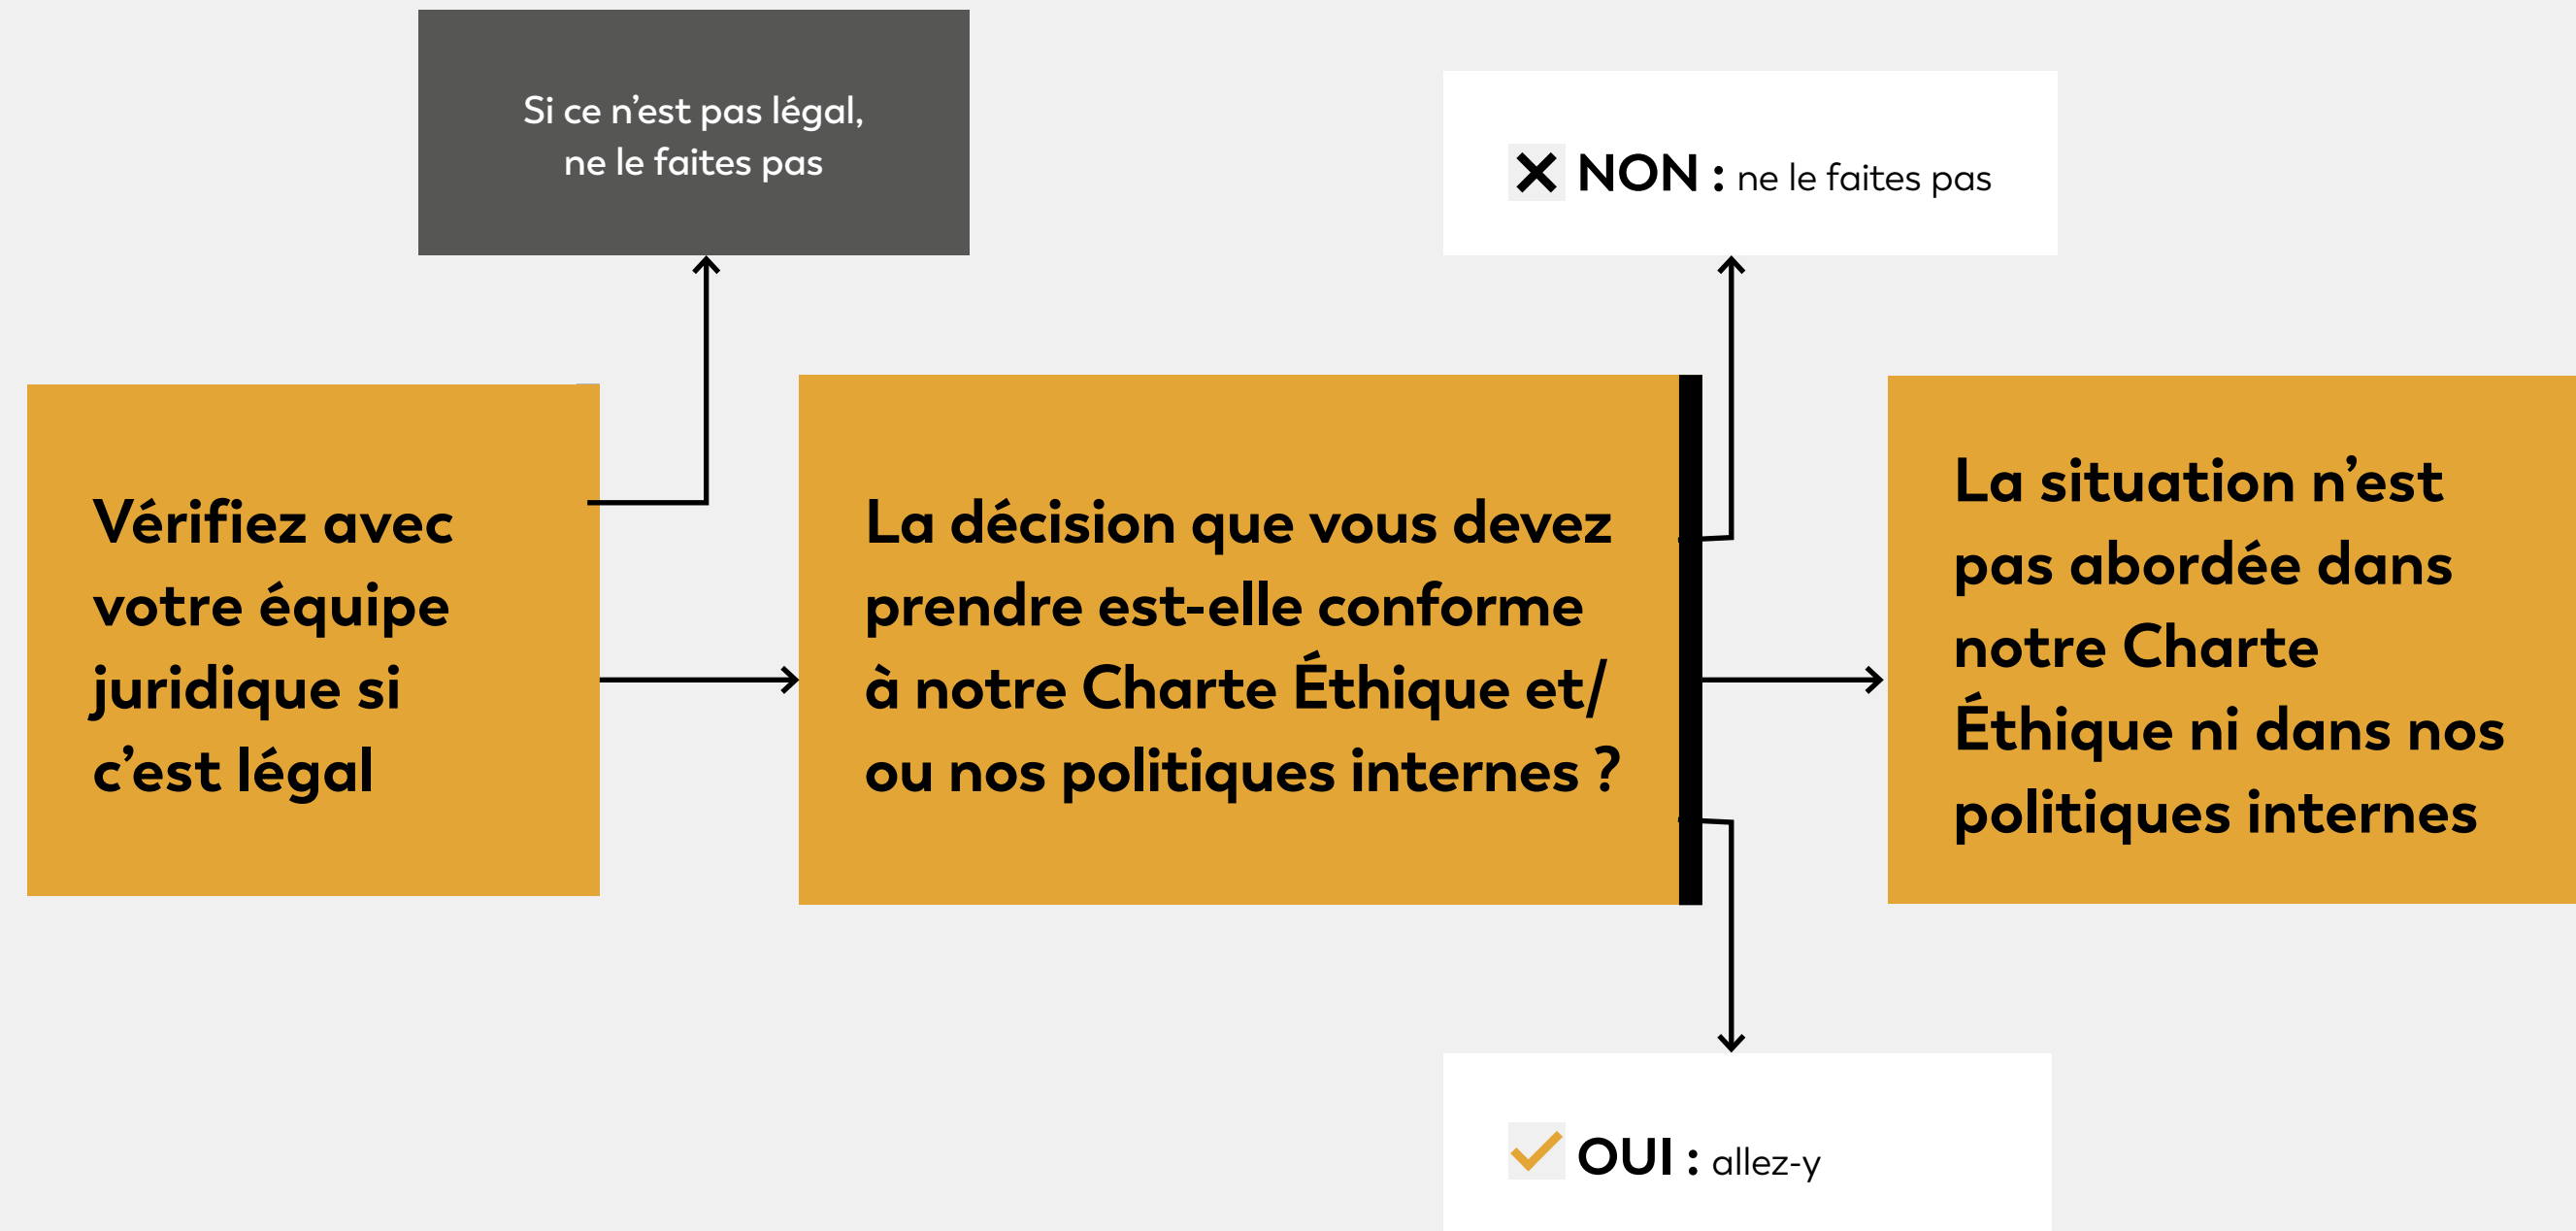 Si ce n’est pas légal,
ne le faites pas
NON : ne le faites pas
Vérifiez avec
votre équipe
juridique si
c’est légal
La décision que vous devez
prendre est-elle conforme
à notre Charte Éthique et/
ou nos politiques internes ?
La situation n’est
pas abordée dans
notre Charte
Éthique ni dans nos
politiques internes
OUI : allez-y